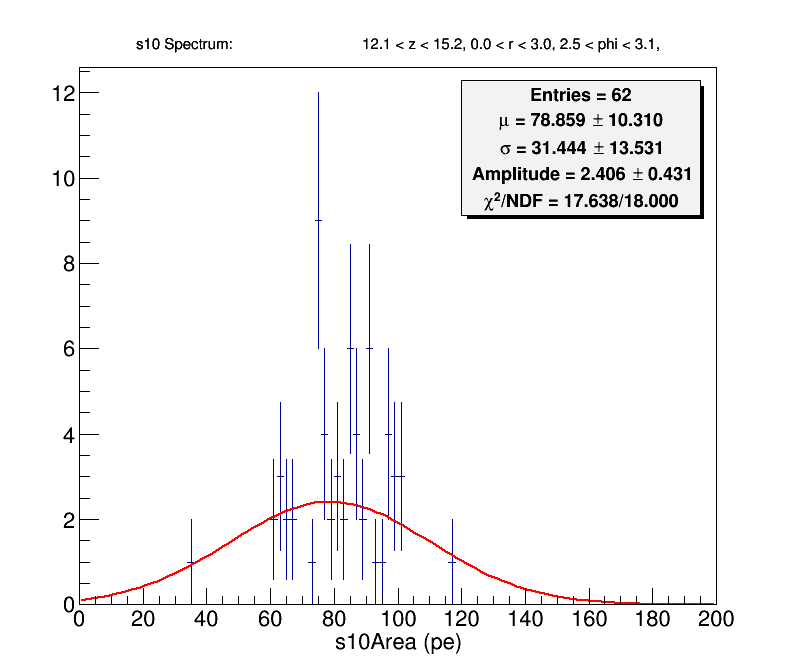 s10 Spectrum: 12.1 < z < 15.2, 0.0 < r < 3.0, 2.5 < phi < 3.1,
Entries = 62
μ = 78.859 ± 10.310
σ = 31.444 ± 13.531
Amplitude = 2.406 ± 0.431
χ²/NDF = 17.638/18.000
12
10
8
6
4
2
0
0 20 40 60 80 100 120 140 160 180 200
s10Area (pe)